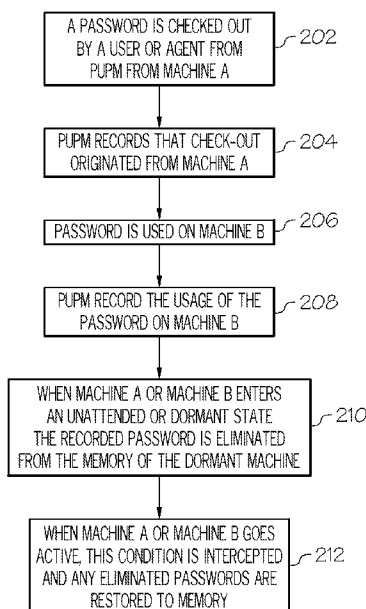 A PASSWORD IS CHECKED OUT
BY A USER OR AGENT FROM
PUPM FROM MACHINE A
202
PUPM RECORDS THAT CHECK-OUT
ORIGINATED FROM MACHINE A
204
PASSWORD IS USED ON MACHINE B
206
PUPM RECORD THE USAGE OF THE
PASSWORD ON MACHINE B
208
WHEN MACHINE A OR MACHINE B ENTERS
AN UNATTENDED OR DORMANT STATE
THE RECORDED PASSWORD IS ELIMINATED
FROM THE MEMORY OF THE DORMANT MACHINE
210
WHEN MACHINE A OR MACHINE B GOES
ACTIVE, THIS CONDITION IS INTERCEPTED
AND ANY ELIMINATED PASSWORDS ARE
RESTORED TO MEMORY
212